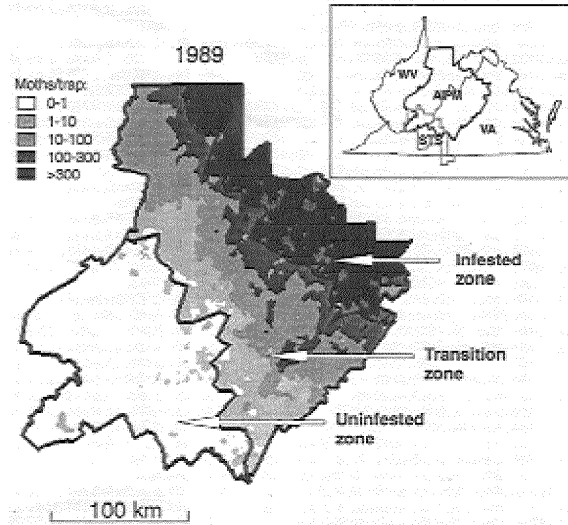 1989
Moths/trap:
0-1
1-10
10-100
100-300
>300
WV
AIPM
VA
STS
Infested
zone
Transition
zone
Uninfested
zone
100 km